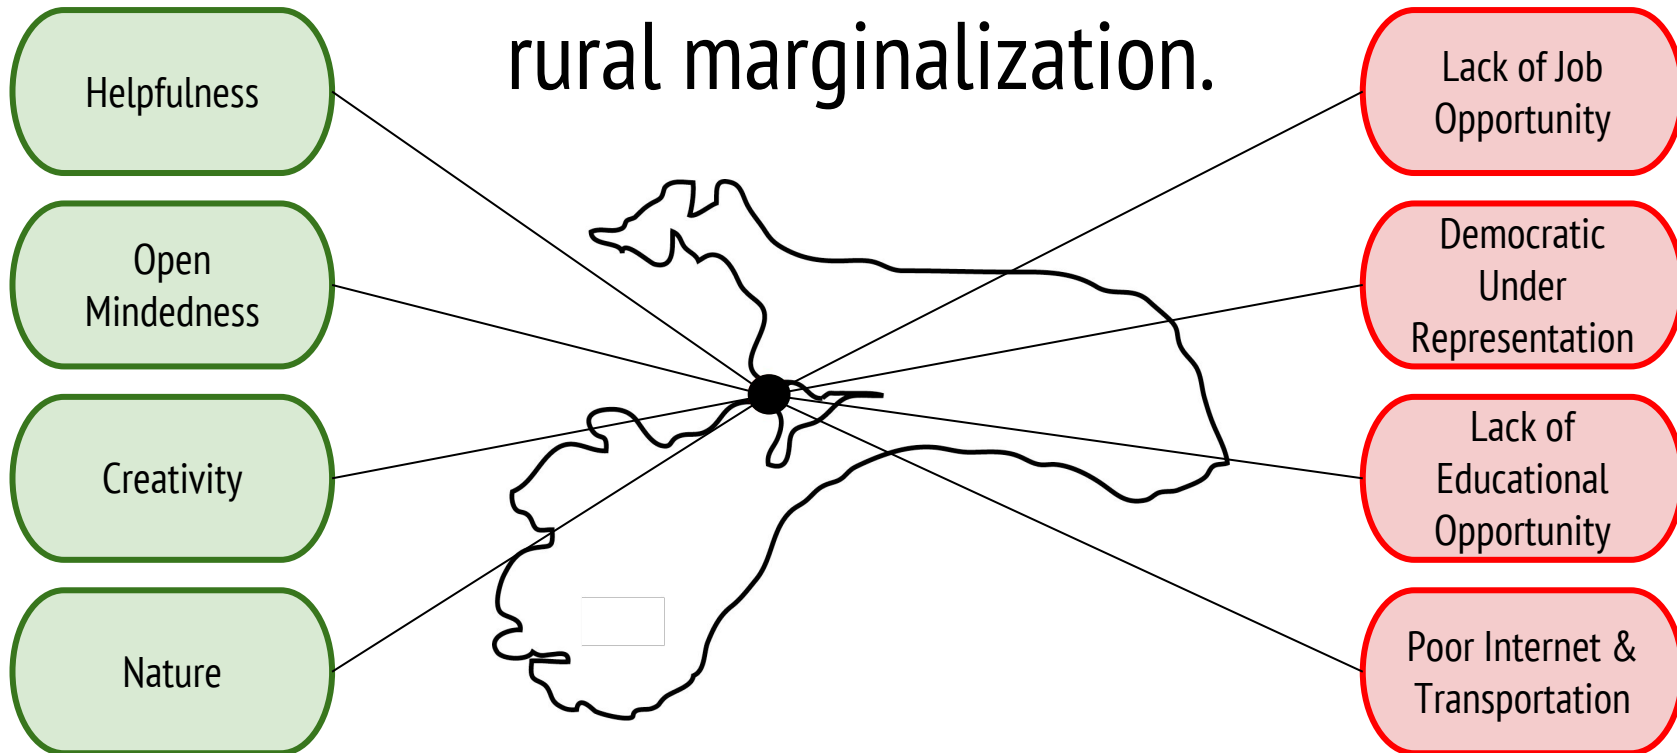 rural marginalization.
Helpfulness
Open
Mindedness
Creativity
Nature
Lack of Job
Opportunity
Democratic
Under
Representation
Lack of
Educational
Opportunity
Poor Internet &
Transportation